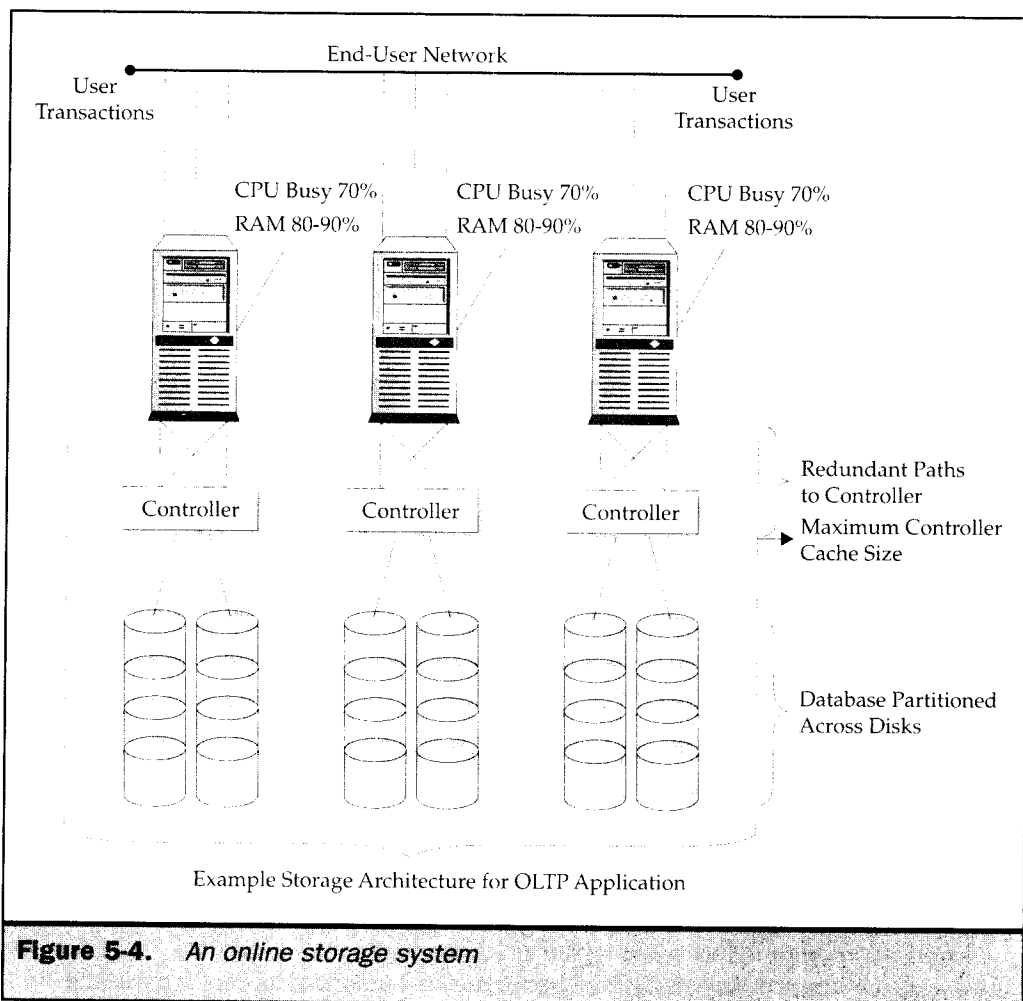 End-User Network
User
Transactions
User
Transactions
CPU Busy 70%
RAM 80-90%
CPU Busy 70%
RAM 80-90%
CPU Busy 70%
RAM 80-90%
Redundant Paths
to Controller
Controller
Controller
Controller
Maximum Controller
Cache Size
Database Partitioned
Across Disks
Example Storage Architecture for OLTP Application
Figure 5-4. An online storage system